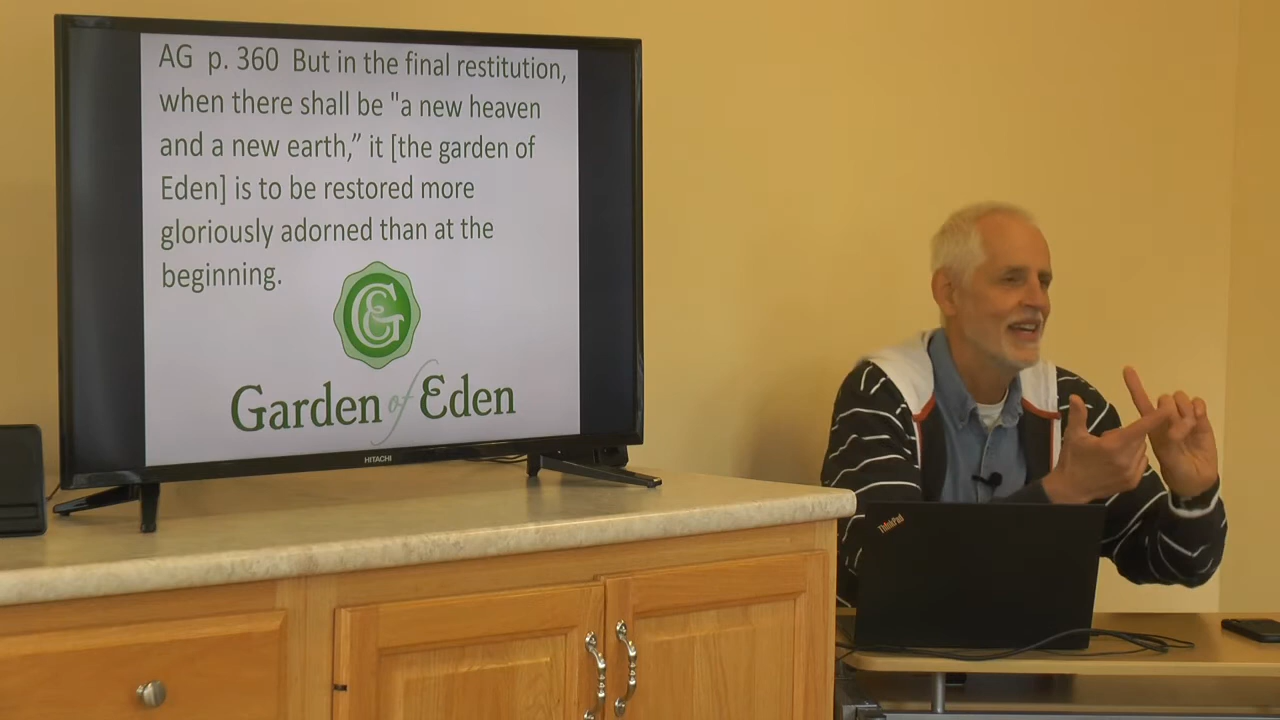 AG p. 360 But in the final restitution,
when there shall be "a new heaven
and a new earth,” it [the garden of
Eden] is to be restored more
gloriously adorned than at the
beginning.
GE
Garden of Eden
HITACHI
ThinkPad